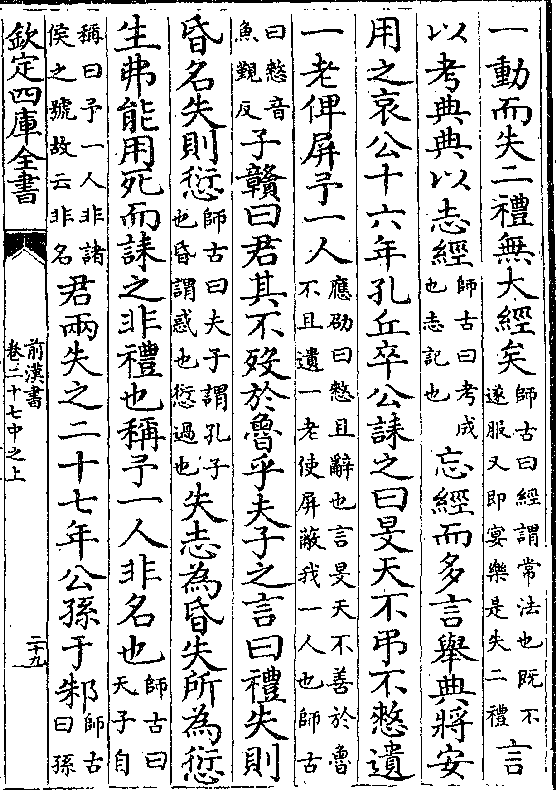 一動而失二禮無大經矣師古曰經謂常法也既不遂服又即宴樂是失二禮言
以考典典以志經師古曰考成也志記也忘經而多言舉典將安
用之哀公十六年孔丘卒公誄之曰旻天不弔不憗遺
一老俾屏予一人應劭曰憗且辭也言旻天不善於魯不且遺一老使屏蔽我一人也師古
曰憗音魚覲反子贛曰君其不歿於魯乎夫子之言曰禮失則
昏名失則愆師古曰夫子謂孔子也昏謂惑也愆過也失志為昏失所為愆
生弗能用死而誄之非禮也稱予一人非名也師古曰天子自
稱曰予一人非諸侯之號故云非名君兩失之二十七年公孫于邾師古曰孫
欽定四庫全書
前漢書
卷二十七中之上
二十九